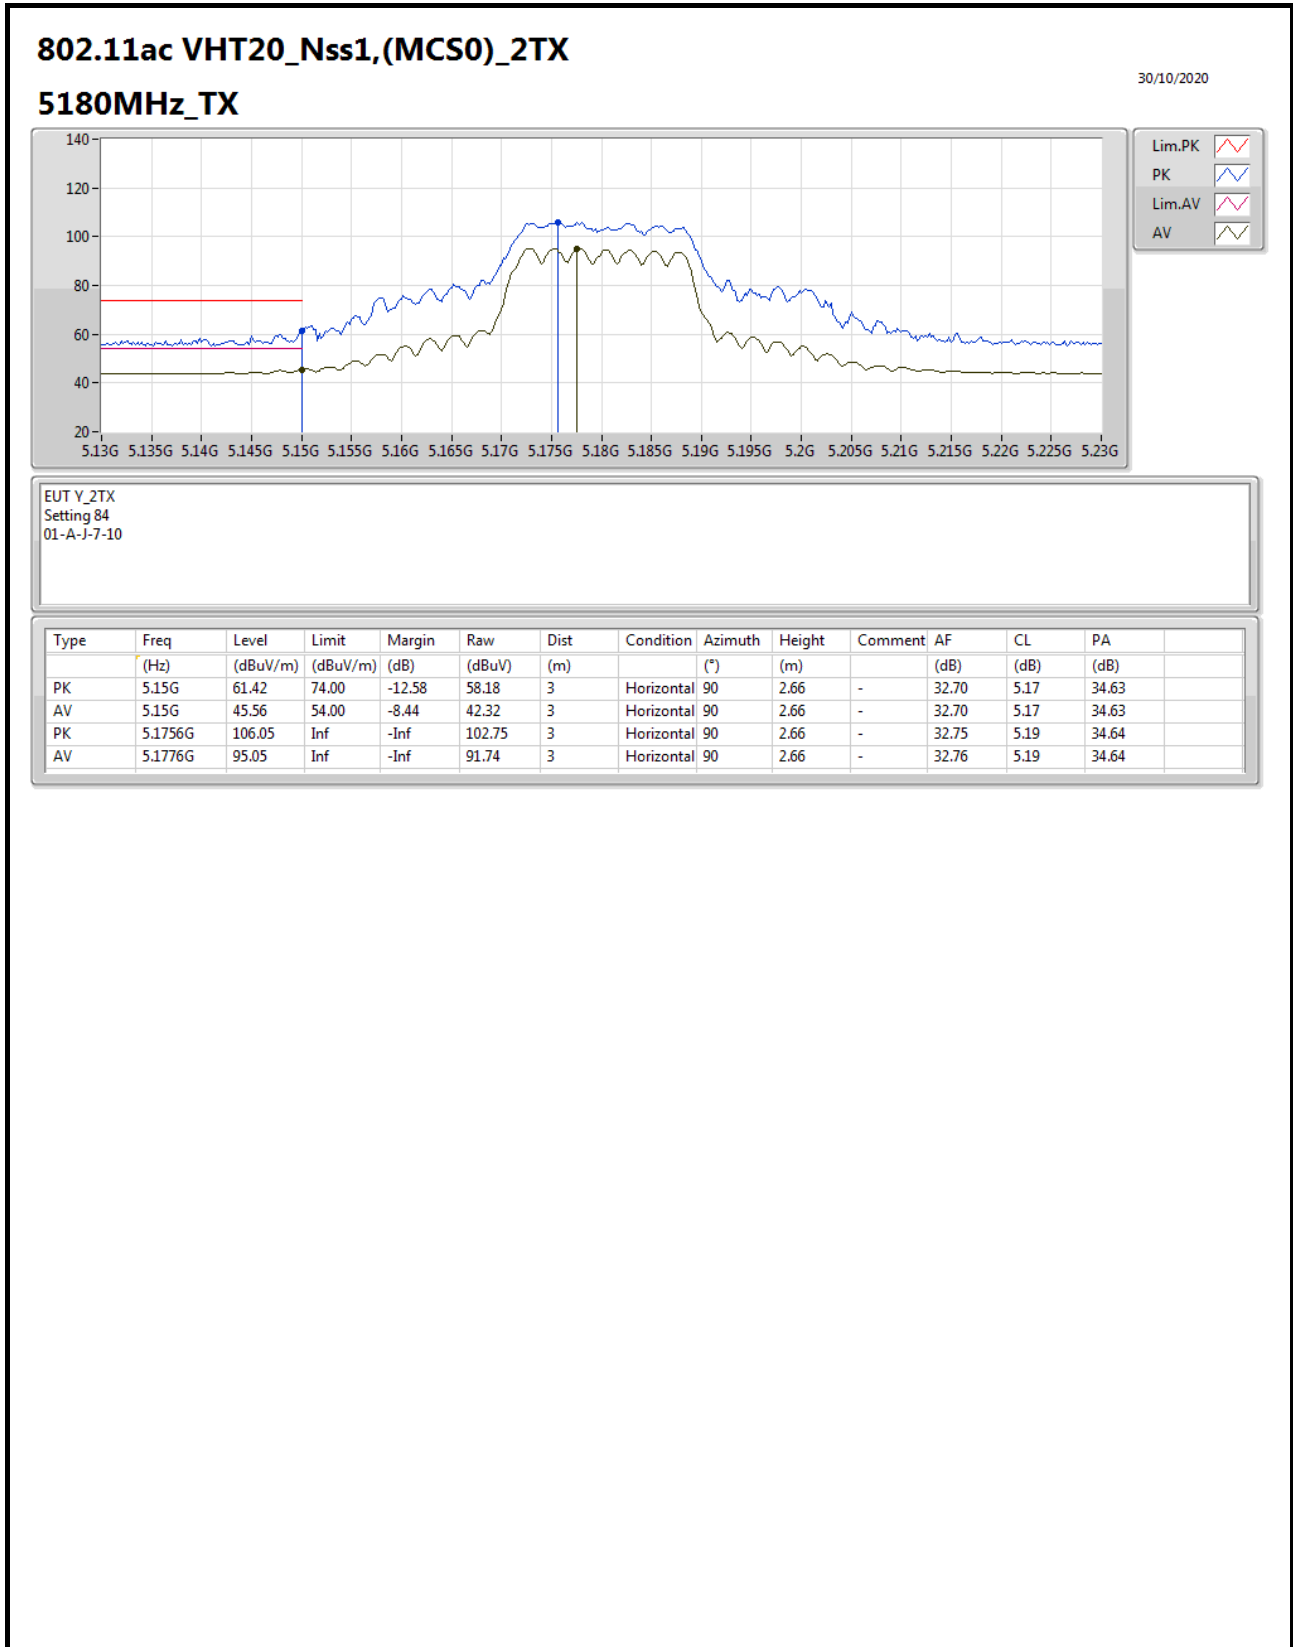 802.11ac VHT20_Nss1,(MCS0)_2TX
30/10/2020
5180MHz_TX
140
120
100
80
60
40
20
5.13G 5.135G 5.14G 5.145G 5.15G 5.155G 5.16G 5.165G 5.17G 5.175G 5.18G 5.185G 5.19G 5.195G 5.2G 5.205G 5.21G 5.215G 5.22G 5.225G 5.23G
Lim.PK
PK
Lim.AV
AV
EUT Y_2TX
Setting 84
01-A-J-7-10
Type Freq Level Limit Margin Raw Dist Condition Azimuth Height Comment AF CL PA
(Hz) (dBuV/m) (dBuV/m) (dB) (dBuV) (m) (°) (m) (dB) (dB) (dB)
PK 5.15G 61.42 74.00 -12.58 58.18 3 Horizontal 90 2.66 - 32.70 5.17 34.63
AV 5.15G 45.56 54.00 -8.44 42.32 3 Horizontal 90 2.66 - 32.70 5.17 34.63
PK 5.1756G 106.05 Inf -Inf 102.75 3 Horizontal 90 2.66 - 32.75 5.19 34.64
AV 5.1776G 95.05 Inf -Inf 91.74 3 Horizontal 90 2.66 - 32.76 5.19 34.64